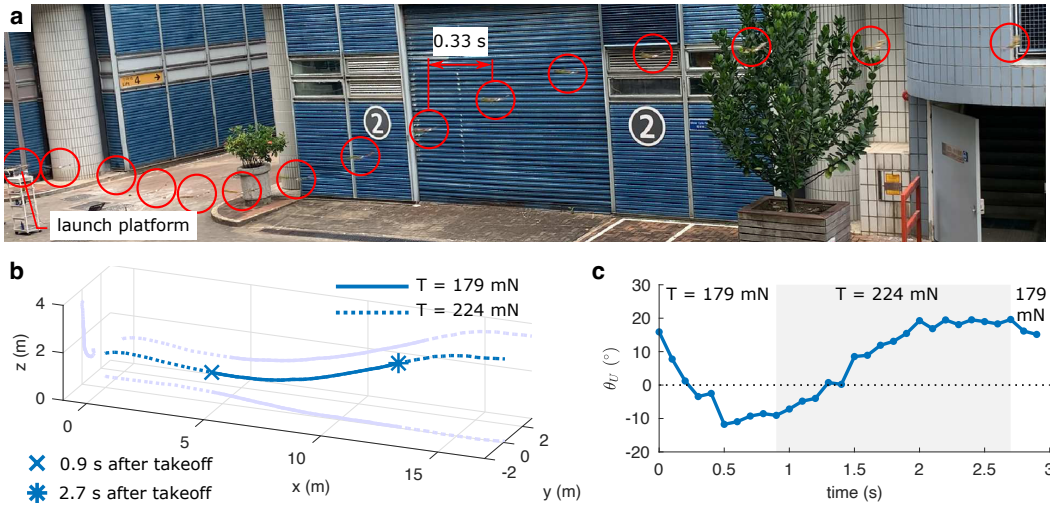 a
0.33 s
4
2
2
launch platform
b
T = 179 mN
T = 224 mN
4
2
0
z (m)
0
5
10
15
x (m)
2
0
-2
y (m)
0.9 s after takeoff
2.7 s after takeoff
c
T = 179 mN
T = 224 mN
179
mN
30
20
10
0
-10
-20
θU (°)
0
0.5
1
1.5
2
2.5
3
time (s)